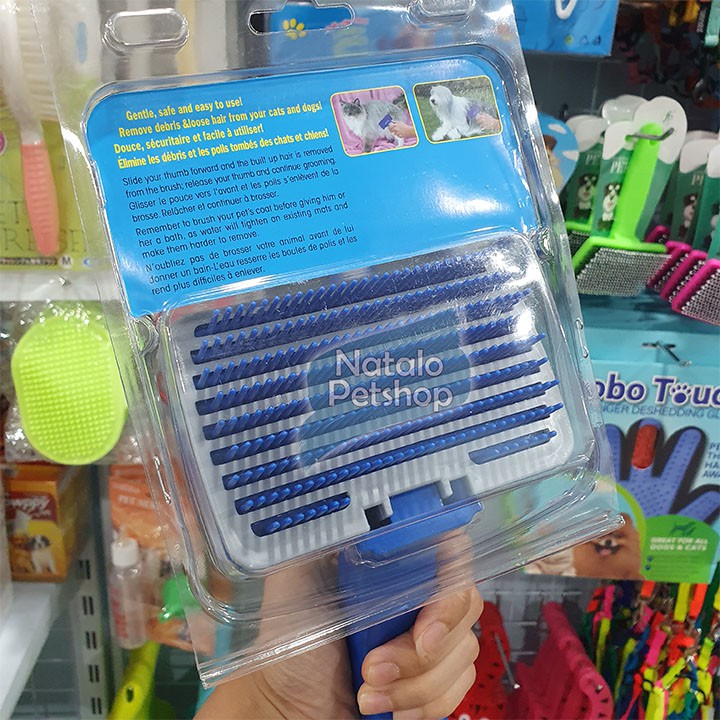 Gentle, safe and easy to use!
Remove debris &loose hair from your cats and dogs!
Douce, sécuritaire et facile à utiliser!
Élimine les débris et les poils tombés des chats et chiens!
Slide your thumb forward and the built up hair is removed
from the brush; release your thumb and continue grooming.
Glisser le pouce vers l'avant et les poils s'enlèvent de la
brosse. Relâcher et continuer à brosser.
Remember to brush your pet's coat before giving him or
her a bath, as water will tighten an existing mats and
make them harder to remove.
N'oubliez pas de brosser votre animal avant de lui
donner un bain-L'eau resserre les boules de poils et les
rend plus difficiles à enlever.
Natalo
Petshop
obo Touc
NGER DESHEDDING GL
GREAT FOR ALL
DOGS & CATS
M